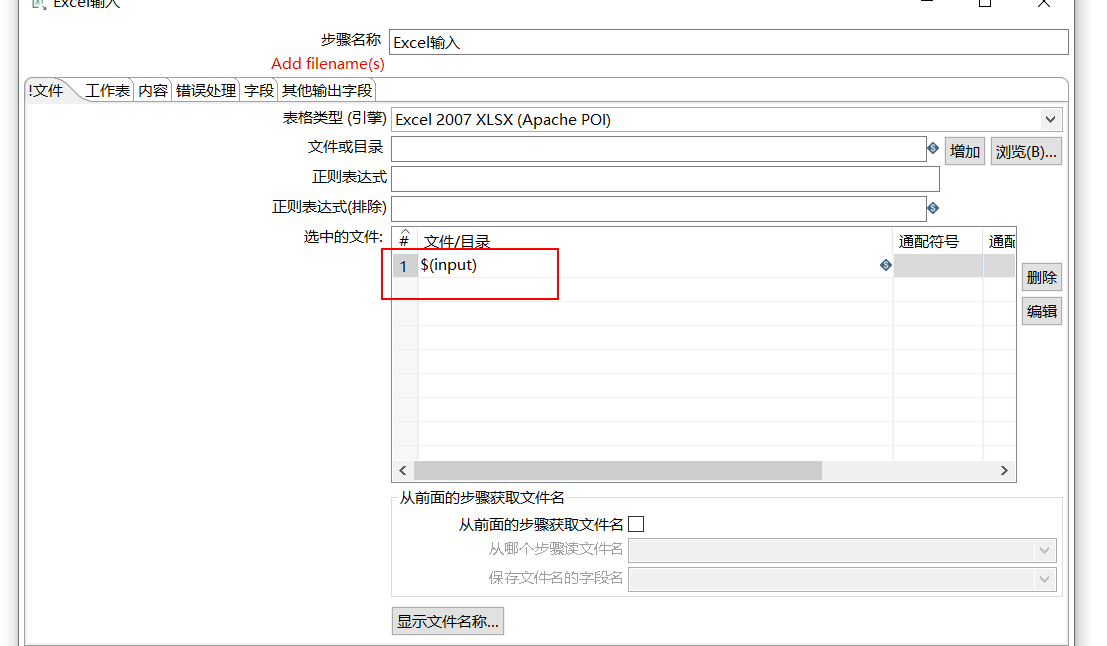 Excel输入
步骤名称 Excel输入
Add filename(s)
!文件 工作表 内容 错误处理 字段 其他输出字段
表格类型 (引擎) Excel 2007 XLSX (Apache POI)
文件或目录 增加 浏览(B)...
正则表达式
正则表达式(排除)
选中的文件: # 文件/目录 通配符号 通配
1 $(input)
删除
编辑
从前面的步骤获取文件名
从前面的步骤获取文件名
从哪个步骤读文件名
保存文件名的字段名
显示文件名称...